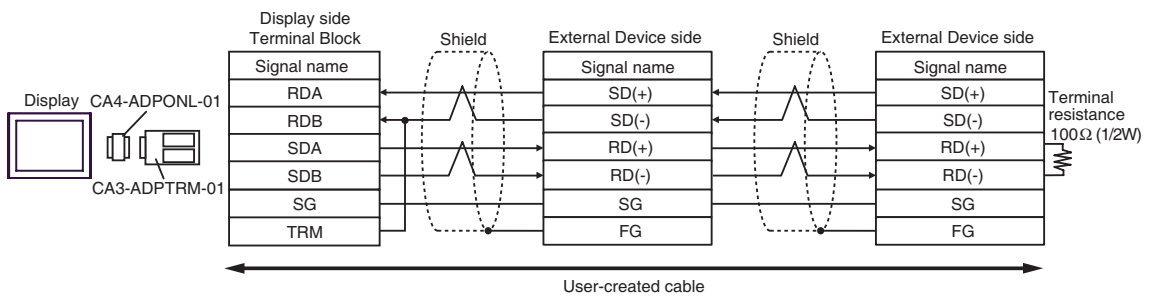 Display side
Terminal Block
Shield
External Device side
Shield
External Device side
Signal name
Signal name
Signal name
Display
CA4-ADPONL-01
CA3-ADPTRM-01
RDA
SD(+)
SD(+)
RDB
SD(-)
SD(-)
SDA
RD(+)
RD(+)
SDB
RD(-)
RD(-)
SG
SG
SG
TRM
FG
FG
Terminal
resistance
100Ω (1/2W)
User-created cable